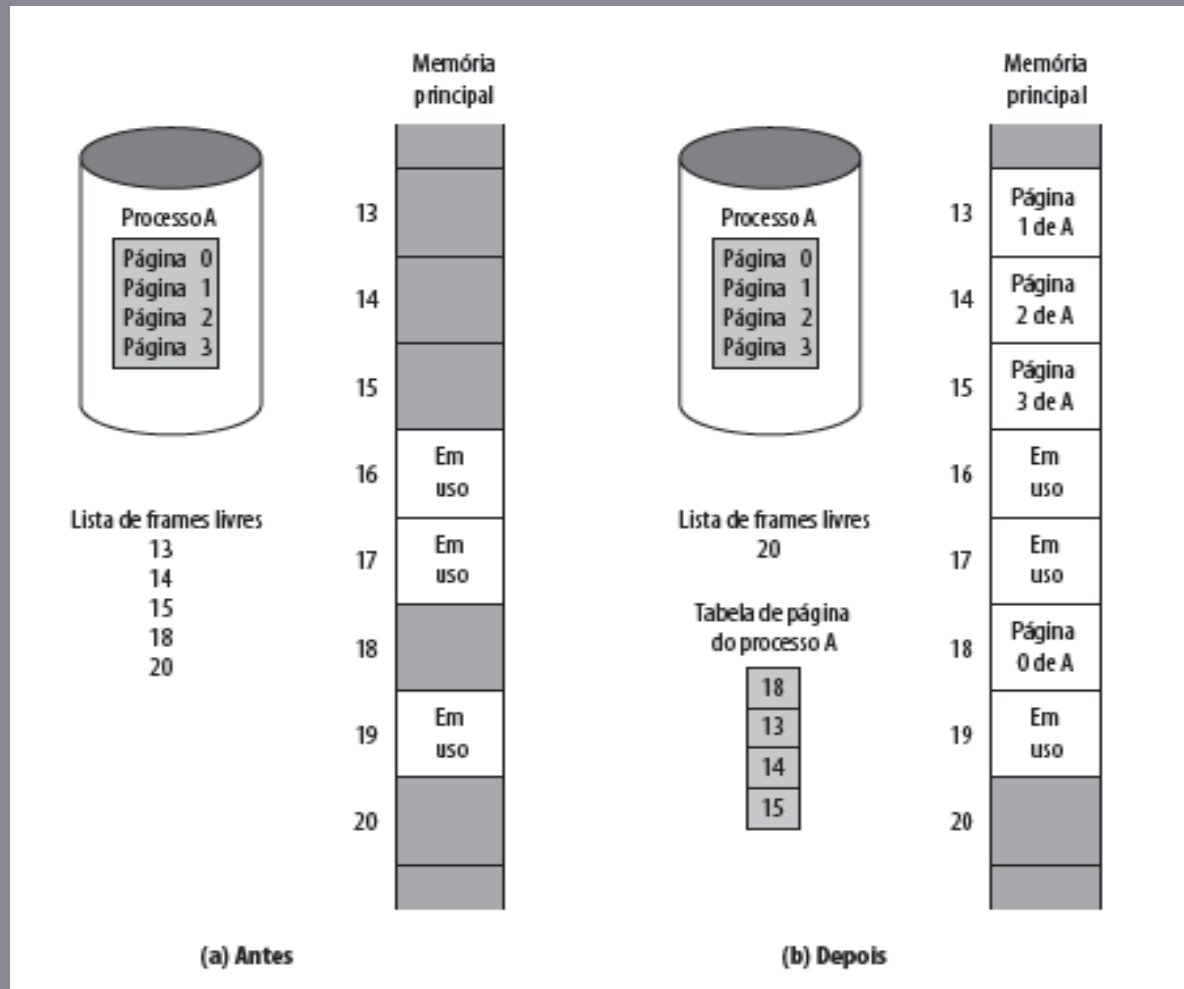 Memória
principal
Processo A
Página 0
Página 1
Página 2
Página 3
Lista de frames livres
13
14
15
18
20
13
14
15
16
Em
uso
17
Em
uso
18
19
Em
uso
20
(a) Antes
Memória
principal
Processo A
Página 0
Página 1
Página 2
Página 3
Lista de frames livres
20
Tabela de página
do processo A
18
13
14
15
13
Página
1 de A
14
Página
2 de A
15
Página
3 de A
16
Em
uso
17
Em
uso
18
Página
0 de A
19
Em
uso
20
(b) Depois